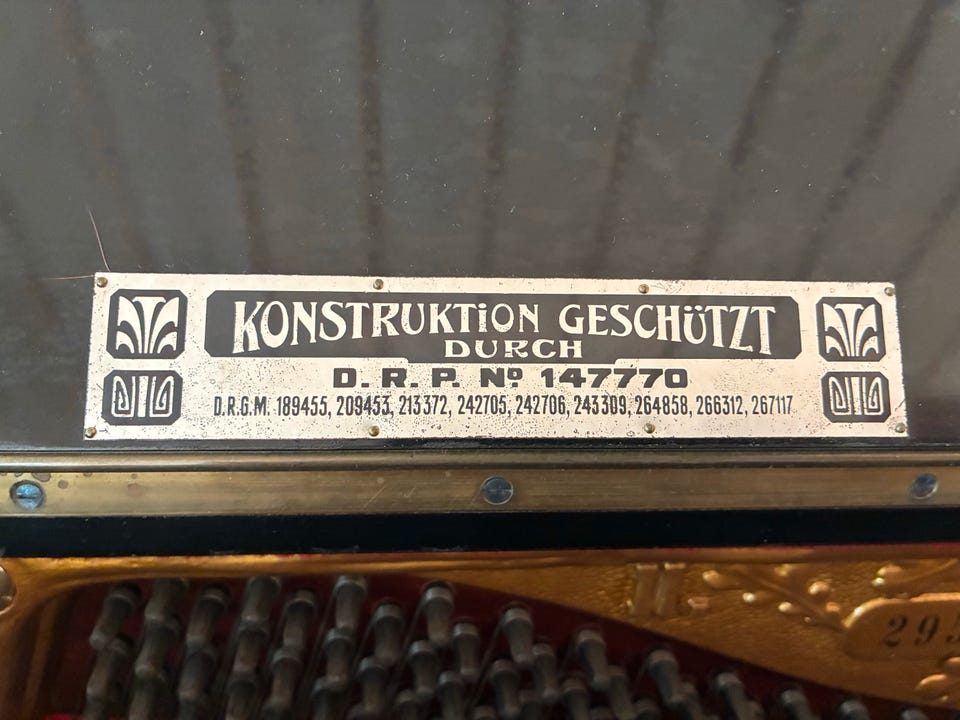 KONSTRUKTiON GESCHÜTZT
DURCH
D. R. P. Nº 147770
D.R.G.M. 189455, 209453, 213372, 242705, 242706, 243309, 264858, 266312, 267117